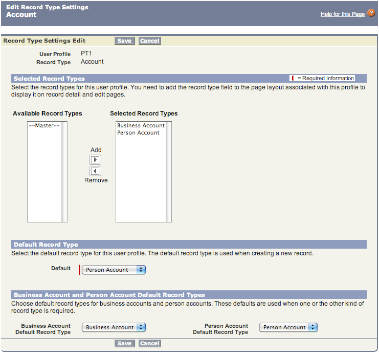 Edit Record Type Settings
Account
Help for this Page
Record Type Settings Edit
Save Cancel
User Profile PT1
Record Type Account
Selected Record Types
= Required Information
Select the record types for this user profile. You need to add the record type field to the page layout associated with this profile to
display it on record detail and edit pages.
Available Record Types Selected Record Types
---Master---
Business Account
Person Account
Add
Remove
Default Record Type
Select the default record type for this user profile. The default record type is used when creating a new record.
Default Person Account
Business Account and Person Account Default Record Types
Choose default record types for business accounts and person accounts. These defaults are used when one or the other kind of
record type is required.
Business Account Business Account Person Account Person Account
Default Record Type Default Record Type
Save Cancel